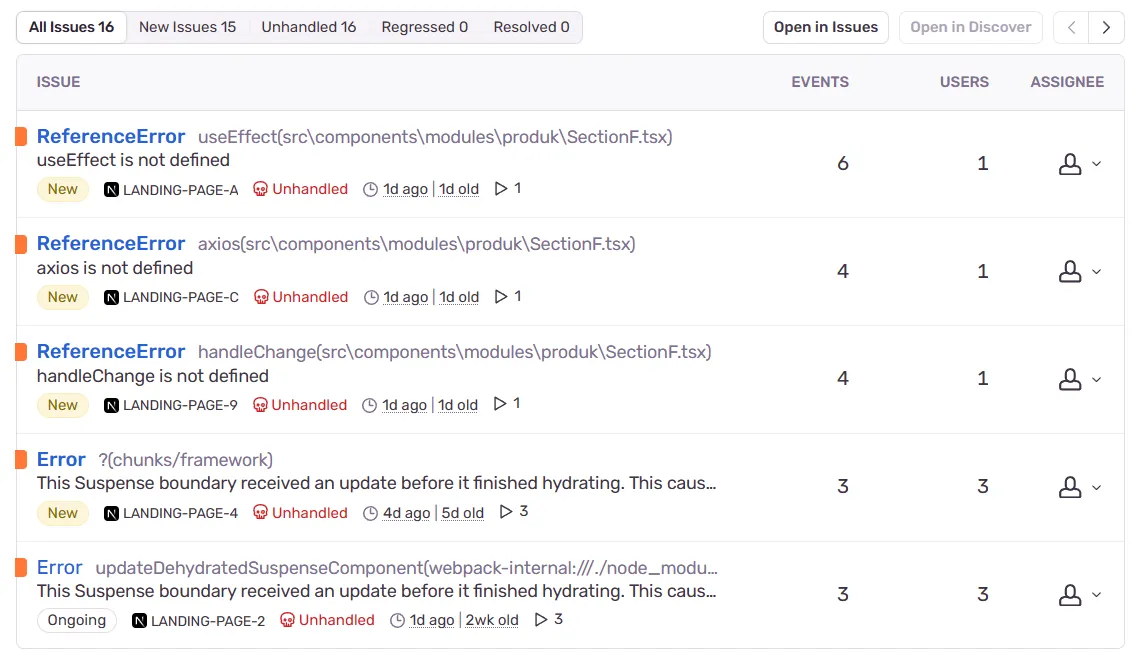 All Issues 16 New Issues 15 Unhandled 16 Regressed 0 Resolved 0 Open in Issues Open in Discover
ISSUE EVENTS USERS ASSIGNEE
ReferenceError useEffect(src\components\modules\produk\SectionF.tsx)
useEffect is not defined
6 1
New LANDING-PAGE-A Unhandled 1d ago | 1d old 1
ReferenceError axios(src\components\modules\produk\SectionF.tsx)
axios is not defined
4 1
New LANDING-PAGE-C Unhandled 1d ago | 1d old 1
ReferenceError handleChange(src\components\modules\produk\SectionF.tsx)
handleChange is not defined
4 1
New LANDING-PAGE-9 Unhandled 1d ago | 1d old 1
Error ?(chunks/framework)
This Suspense boundary received an update before it finished hydrating. This caus...
3 3
New LANDING-PAGE-4 Unhandled 4d ago | 5d old 3
Error updateDehydratedSuspenseComponent(webpack-internal:///./node_modu...
This Suspense boundary received an update before it finished hydrating. This caus...
3 3
Ongoing LANDING-PAGE-2 Unhandled 1d ago | 2wk old 3